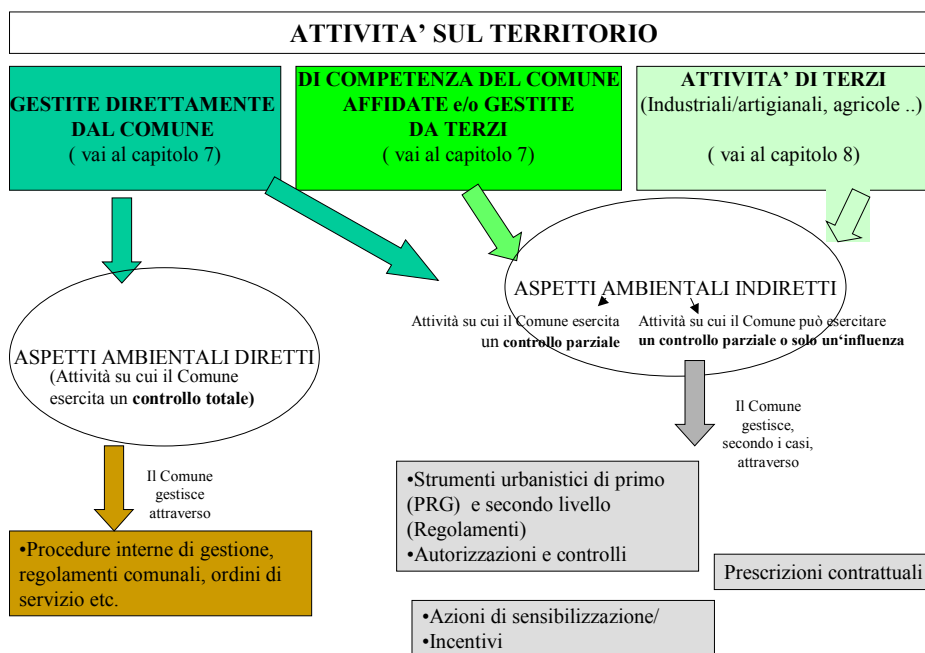 ATTIVITA’ SUL TERRITORIO
GESTITE DIRETTAMENTE
DAL COMUNE
( vai al capitolo 7)
DI COMPETENZA DEL COMUNE
AFFIDATE e/o GESTITE
DA TERZI
( vai al capitolo 7)
ATTIVITA’ DI TERZI
(Industriali/artigianali, agricole ..)
( vai al capitolo 8)
ASPETTI AMBIENTALI DIRETTI
(Attività su cui il Comune
esercita un controllo totale)
ASPETTI AMBIENTALI INDIRETTI
Attività su cui il Comune esercita
un controllo parziale
Attività su cui il Comune può esercitare
un controllo parziale o solo un‘influenza
Il Comune
gestisce
attraverso
Il Comune
gestisce,
secondo i casi,
attraverso
•Procedure interne di gestione,
regolamenti comunali, ordini di
servizio etc.
•Strumenti urbanistici di primo
(PRG) e secondo livello
(Regolamenti)
•Autorizzazioni e controlli
Prescrizioni contrattuali
•Azioni di sensibilizzazione/
•Incentivi